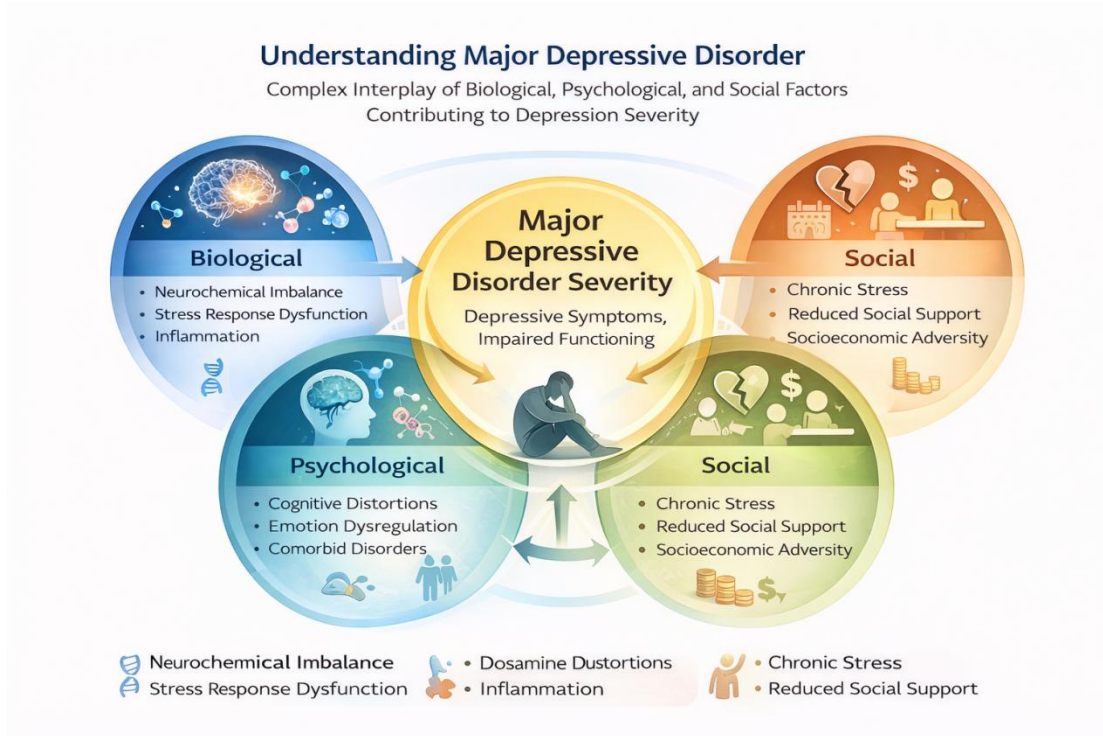 Understanding Major Depressive Disorder
Complex Interplay of Biological, Psychological, and Social Factors
Contributing to Depression Severity
Biological
• Neurochemical Imbalance
• Stress Response Dysfunction
• Inflammation
Major
Depressive
Disorder Severity
Depressive Symptoms,
Impaired Functioning
$
Social
• Chronic Stress
• Reduced Social Support
• Socioeconomic Adversity
Psychological
• Cognitive Distortions
• Emotion Dysregulation
• Comorbid Disorders
$
Social
• Chronic Stress
• Reduced Social Support
• Socioeconomic Adversity
$
Neurochemical Imbalance
Stress Response Dysfunction
• Dosamine Dustortions
• Inflammation
• Chronic Stress
• Reduced Social Support